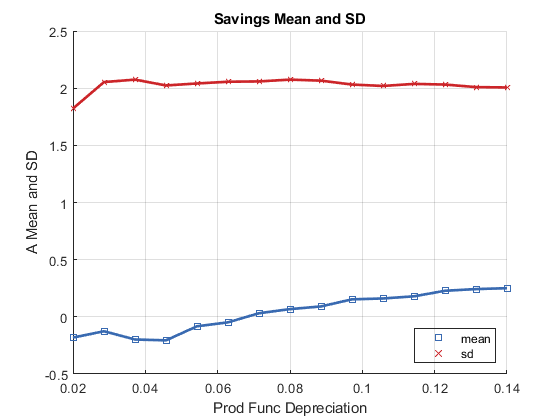 Savings Mean and SD
2.5
2
1.5
1
0.5
0
-0.5
A Mean and SD
0.02
0.04
0.06
0.08
0.1
0.12
0.14
Prod Func Depreciation
mean
sd